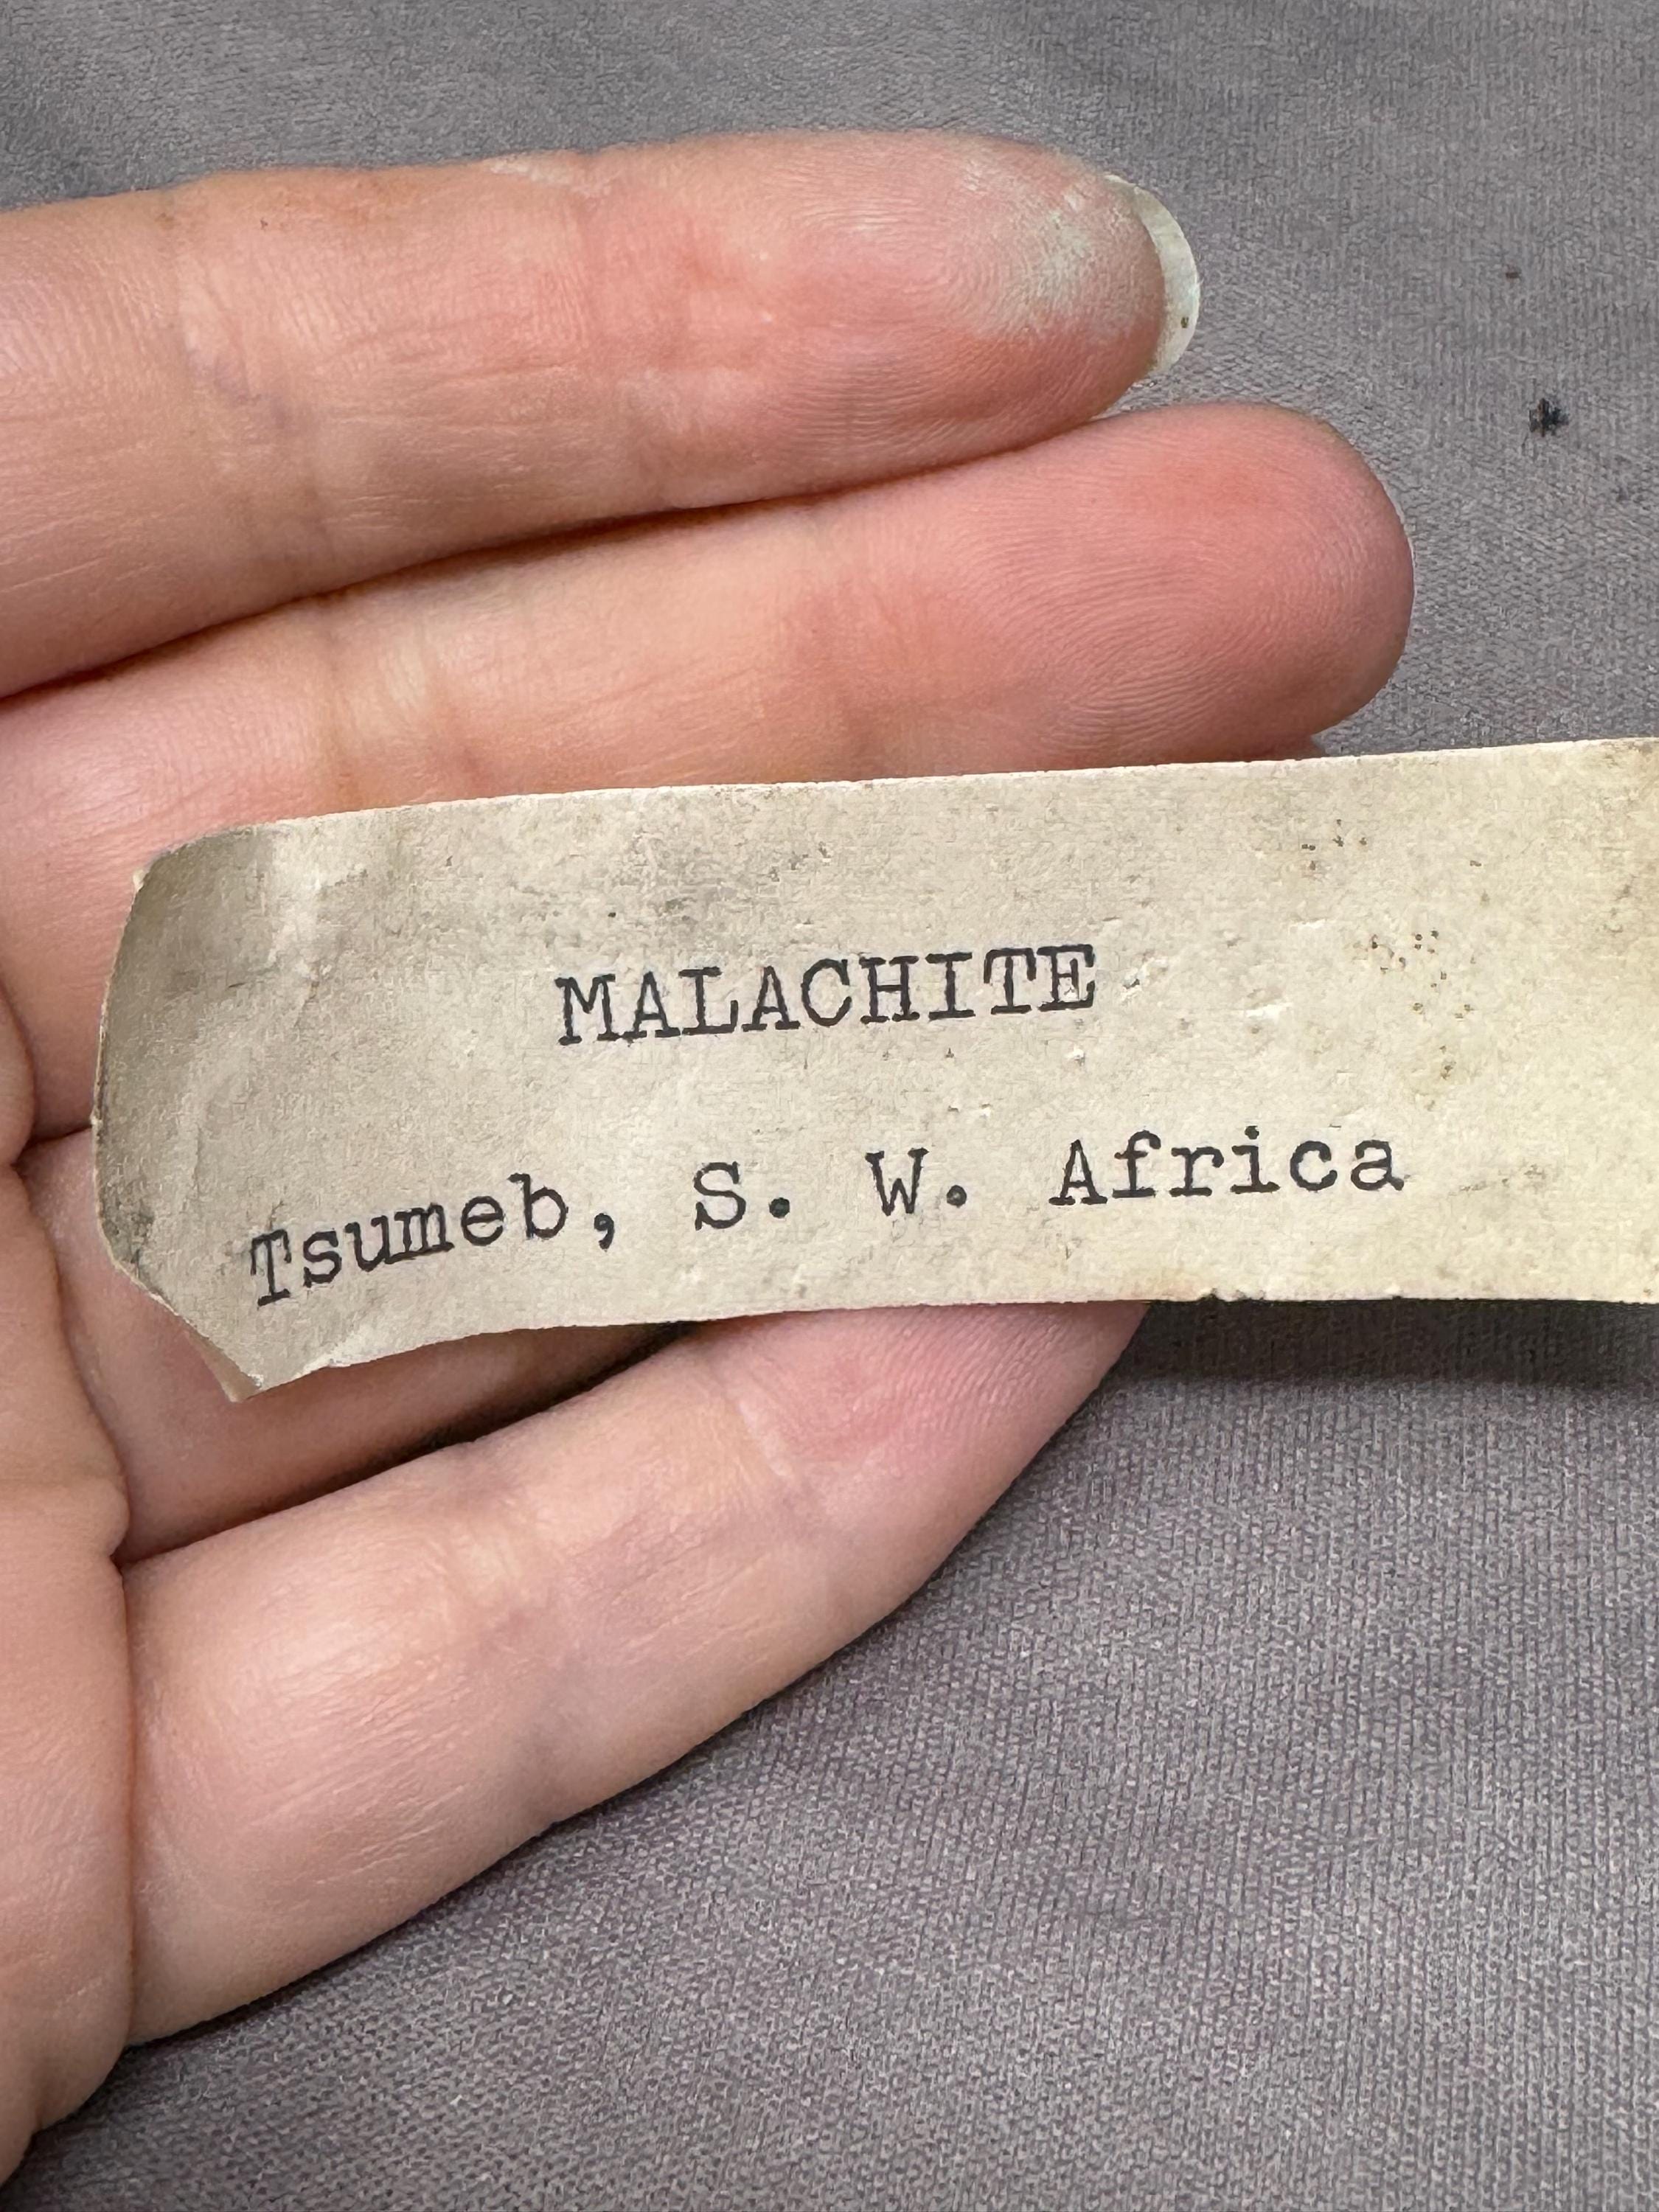 MALACHITE
Tsumeb, S. W. Africa